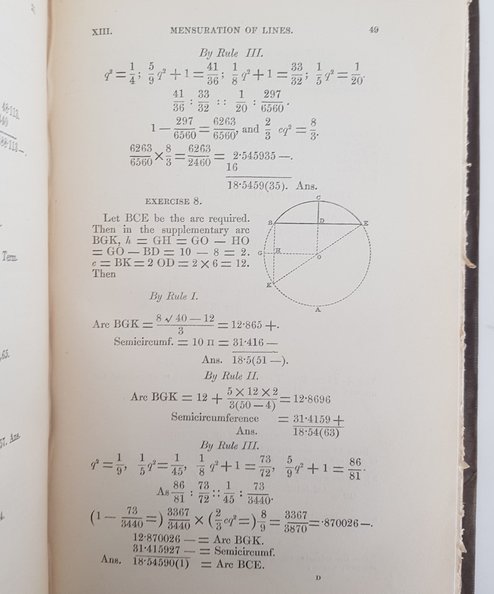 XIII. MENSURATION OF LINES. 49
By Rule III.
q² = 1/4; 5/9 q² + 1 = 41/36; 1/8 q² + 1 = 33/32; 1/5 q² = 1/20.
41/36 : 33/32 :: 1/20 : 297/6560.
1 − 297/6560 = 6263/6560, and 2/3 cq² = 8/3.
6263/6560 × 8/3 = 6263/2460 = 2·545935 −.
16
18·5459(35). Ans.
EXERCISE 8.
Let BCE be the arc required.
Then in the supplementary arc
BGK, h = GH = GO − HO
= GO − BD = 10 − 8 = 2.
c = BK = 2 OD = 2 × 6 = 12.
Then
C
B D E
G H O
K
A
By Rule I.
Arc BGK = 8 √ 40 − 12 / 3 = 12·865 +.
Semicircumf. = 10 π = 31·416 −
Ans. 18·5(51 −).
By Rule II.
Arc BGK = 12 + 5 × 12 × 2 / 3(50 − 4) = 12·8696
Semicircumference = 31·4159 +
Ans. 18·54(63)
By Rule III.
q² = 1/9, 1/5 q² = 1/45, 1/8 q² + 1 = 73/72, 5/9 q² + 1 = 86/81.
As 86/81 : 73/72 :: 1/45 : 73/3440.
(1 − 73/3440 =) 3367/3440 × (2/3 cq² =) 8/9 = 3367/3870 = ·870026 −.
12·870026 − = Arc BGK.
31·415927 − = Semicircumf.
Ans. 18·54590(1) = Arc BCE.
D
Term
Ans.